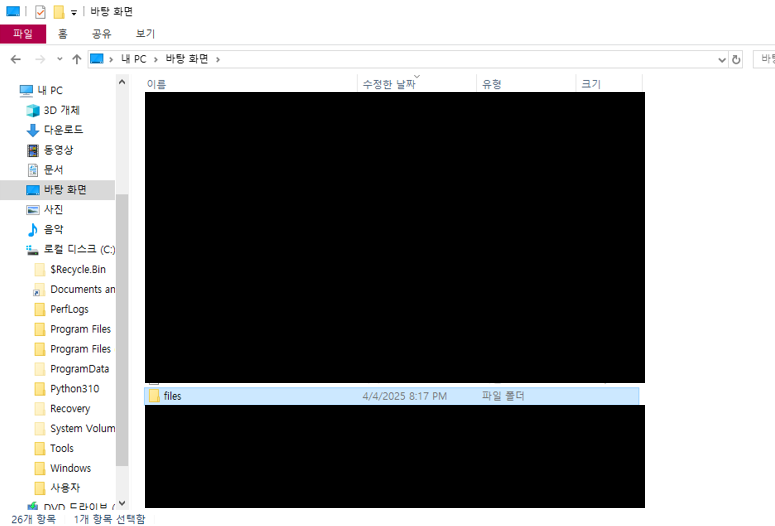 바탕 화면
파일 홈 공유 보기
내 PC 바탕 화면
이름 수정한 날짜 유형 크기
내 PC
3D 개체
다운로드
동영상
문서
바탕 화면
사진
음악
로컬 디스크 (C:)
$Recycle.Bin
Documents an
PerfLogs
Program Files
Program Files
ProgramData
Python310
Recovery
System Volum
Tools
Windows
사용자
DVD 드라이브 (
files 4/4/2025 8:17 PM 파일 폴더
26개 항목 1개 항목 선택함